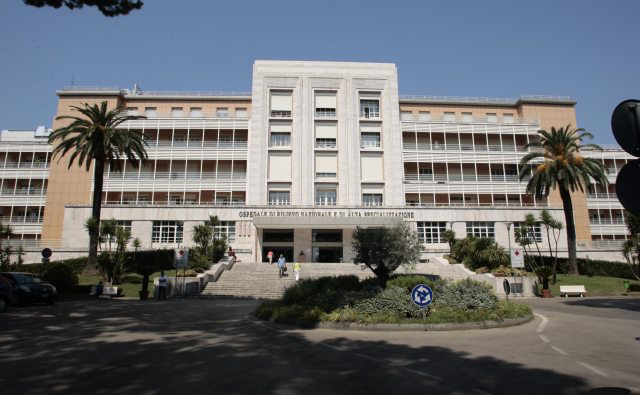 OSPEDALE DI RILIEVO NAZIONALE E DI ALTA SPECIALIZZAZIONE